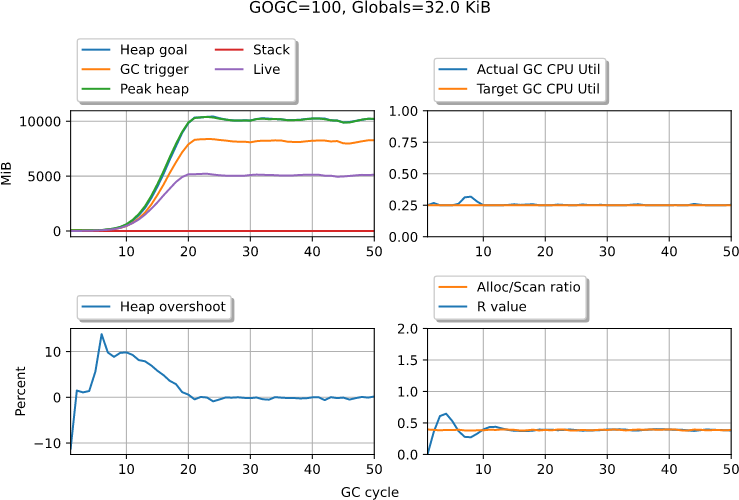 GOGC=100, Globals=32.0 KiB
Heap goal
GC trigger
Peak heap
Stack
Live
MiB
10000
5000
0
10 20 30 40 50
Actual GC CPU Util
Target GC CPU Util
1.00
0.75
0.50
0.25
0.00
10 20 30 40 50
Heap overshoot
Percent
10
0
−10
10 20 30 40 50
Alloc/Scan ratio
R value
2.0
1.5
1.0
0.5
0.0
10 20 30 40 50
GC cycle